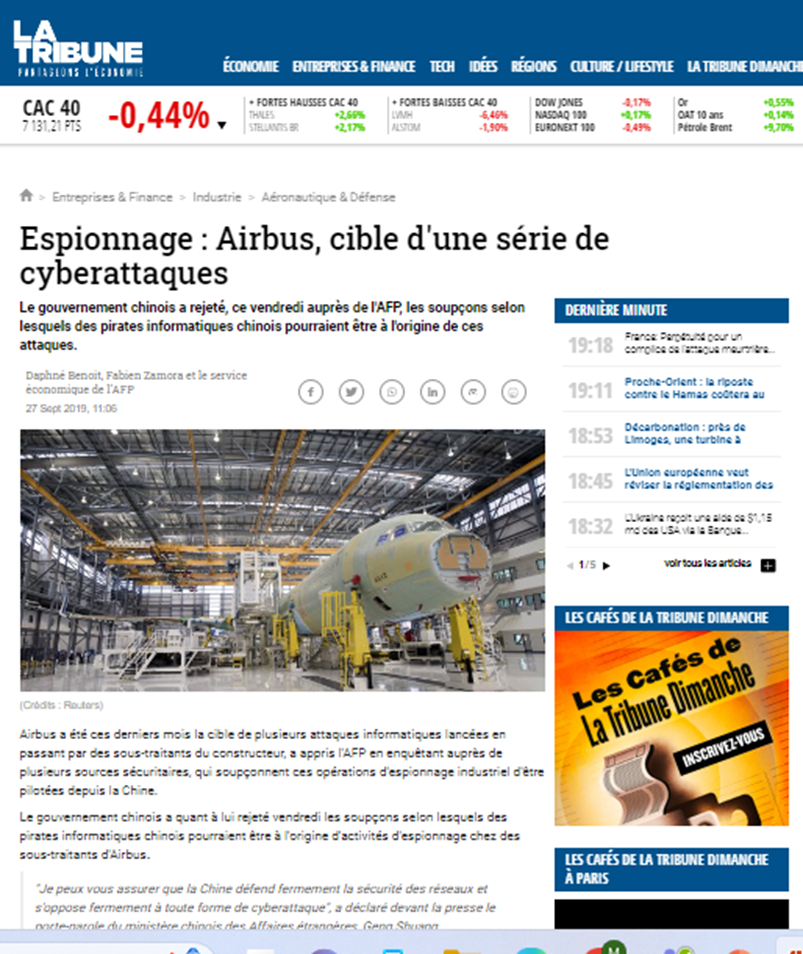 LA
TRIBUNE
PARTAGEONS L'ÉCONOMIE
ÉCONOMIE ENTREPRISES & FINANCE TECH IDÉES RÉGIONS CULTURE / LIFESTYLE LA TRIBUNE DIMANCHE
CAC 40
7 131,21 PTS
-0,44%
+ FORTES HAUSSES CAC 40
THALES +2,66%
STELLANTIS BR +2,17%
+ FORTES BAISSES CAC 40
LVMH -6,46%
ALSTOM -1,90%
DOW JONES -0,17%
NASDAQ 100 +0,17%
EURONEXT 100 -0,49%
Or +0,55%
OAT 10 ans +0,14%
Pétrole Brent +9,70%
> Entreprises & Finance > Industrie > Aéronautique & Défense
Espionnage : Airbus, cible d'une série de
cyberattaques
Le gouvernement chinois a rejeté, ce vendredi auprès de l'AFP, les soupçons selon
lesquels des pirates informatiques chinois pourraient être à l'origine de ces
attaques.
Daphné Benoit, Fabien Zamora et le service
économique de l'AFP
27 Sept 2019, 11:06
(Crédits : Reuters)
Airbus a été ces derniers mois la cible de plusieurs attaques informatiques lancées en
passant par des sous-traitants du constructeur, a appris l'AFP en enquêtant auprès de
plusieurs sources sécuritaires, qui soupçonnent ces opérations d'espionnage industriel d'être
pilotées depuis la Chine.
Le gouvernement chinois a quant à lui rejeté vendredi les soupçons selon lesquels des
pirates informatiques chinois pourraient être à l'origine d'activités d'espionnage chez des
sous-traitants d'Airbus.
"Je peux vous assurer que la Chine défend fermement la sécurité des réseaux et
s'oppose fermement à toute forme de cyberattaque", a déclaré devant la presse le
porte-parole du ministère chinois des Affaires étrangères, Geng Shuang
DERNIÈRE MINUTE
19:18 France: Perpétuité pour un
complice de l'attaque meurtrière...
19:11 Proche-Orient : la riposte
contre le Hamas coûtera au
18:53 Décarbonation : près de
Limoges, une turbine à
18:45 L'Union européenne veut
réviser la réglementation des
18:32 L'Ukraine reçoit une aide de $1,15
md des USA via la Banque...
1/5 voir tous les articles
LES CAFÉS DE LA TRIBUNE DIMANCHE
Les Cafés de
La Tribune Dimanche
INSCRIVEZ-VOUS
LES CAFÉS DE LA TRIBUNE DIMANCHE
À PARIS
M